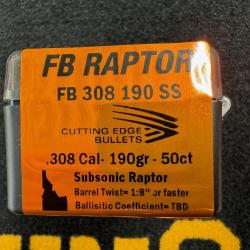 FB RAPTOR
FB 308 190 SS
CUTTING EDGE
BULLETS
.308 Cal- 190gr - 50ct
Subsonic Raptor
Barrel Twist= 1:8" or faster
Ballisitic Coefficient= TBD